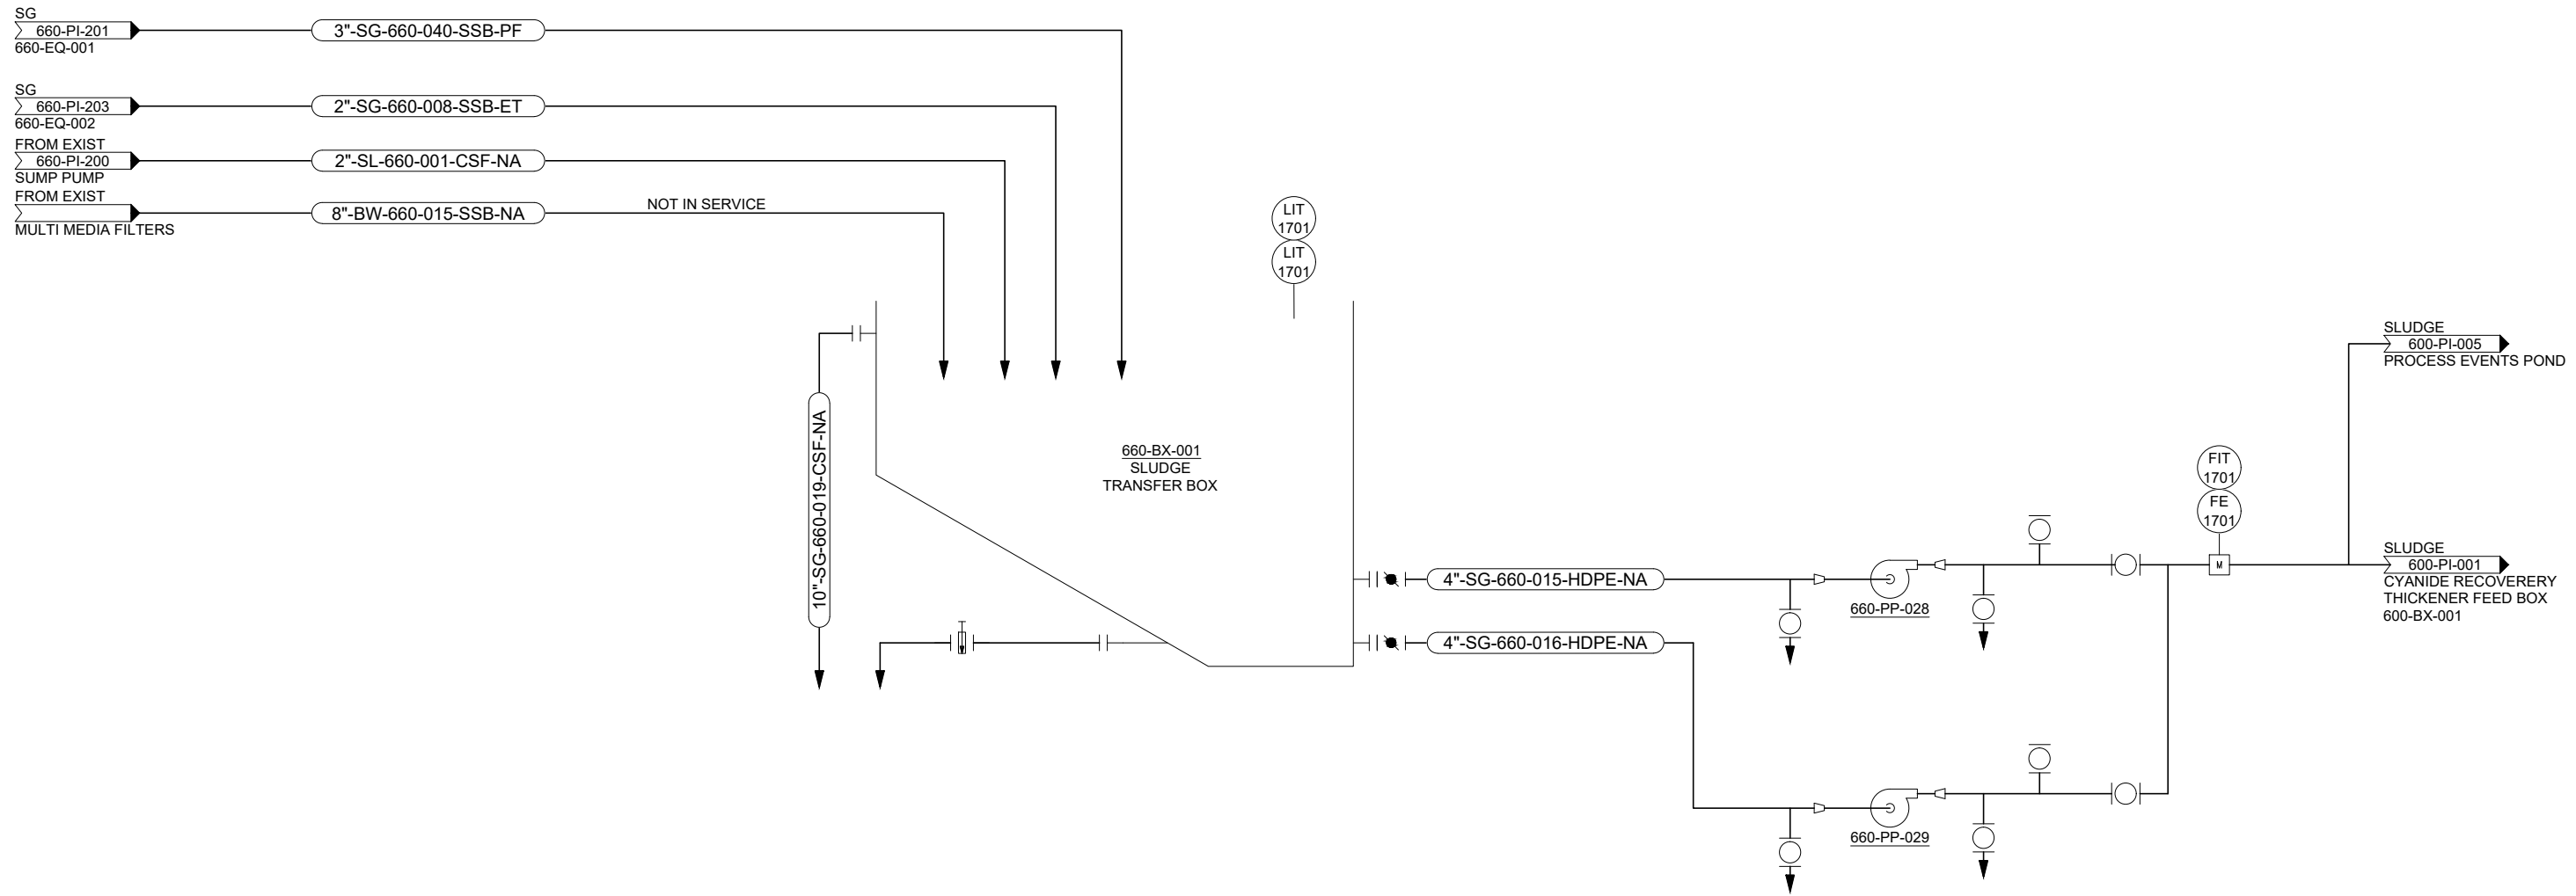 SG
660-PI-201
660-EQ-001
3"-SG-660-040-SSB-PF
SG
660-PI-203
660-EQ-002
2"-SG-660-008-SSB-ET
FROM EXIST
660-PI-200
SUMP PUMP
2"-SL-660-001-CSF-NA
FROM EXIST
MULTI MEDIA FILTERS
8"-BW-660-015-SSB-NA
NOT IN SERVICE
LIT
1701
LIT
1701
10"-SG-660-019-CSF-NA
660-BX-001
SLUDGE
TRANSFER BOX
4"-SG-660-015-HDPE-NA
4"-SG-660-016-HDPE-NA
660-PP-028
660-PP-029
FIT
1701
FE
1701
M
SLUDGE
600-PI-005
PROCESS EVENTS POND
SLUDGE
600-PI-001
CYANIDE RECOVERERY
THICKENER FEED BOX
600-BX-001